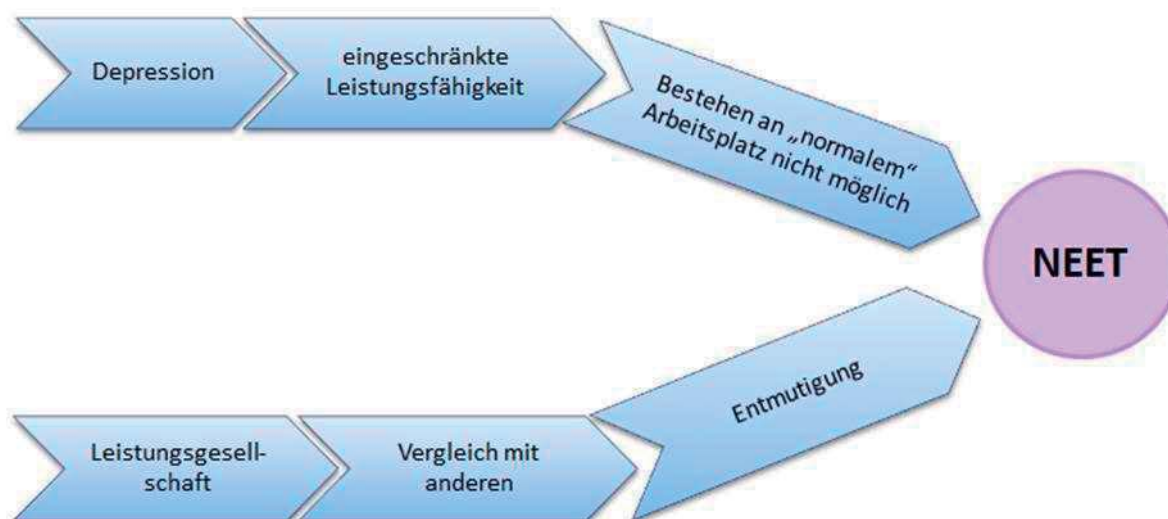 Depression
eingeschränkte
Leistungsfähigkeit
Bestehen an „normalem“
Arbeitsplatz nicht möglich
NEET
Entmutigung
Leistungsgesell-
schaft
Vergleich mit
anderen